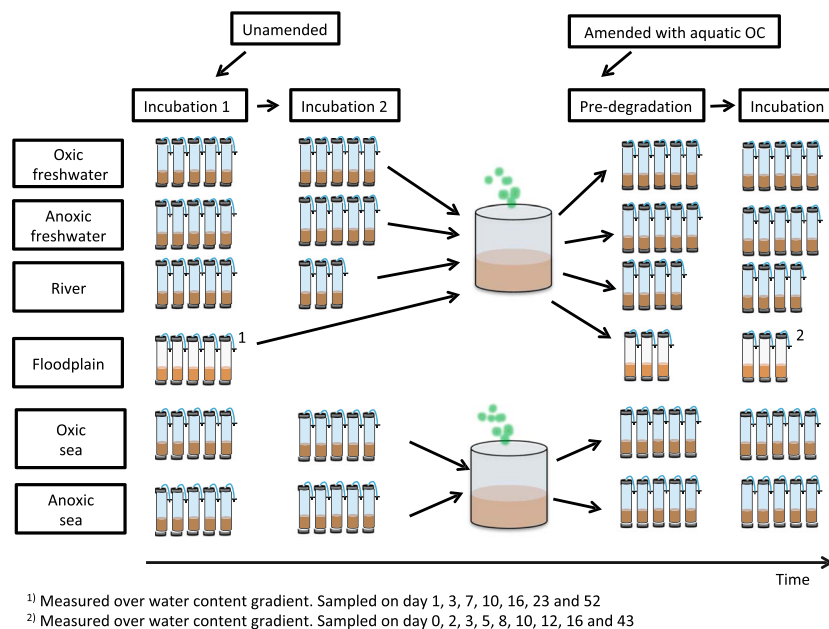 Unamended
Amended with aquatic OC
Incubation 1
Incubation 2
Pre-degradation
Incubation
Oxic
freshwater
Anoxic
freshwater
River
Floodplain
1
2
Oxic
sea
Anoxic
sea
Time
1) Measured over water content gradient. Sampled on day 1, 3, 7, 10, 16, 23 and 52
2) Measured over water content gradient. Sampled on day 0, 2, 3, 5, 8, 10, 12, 16 and 43